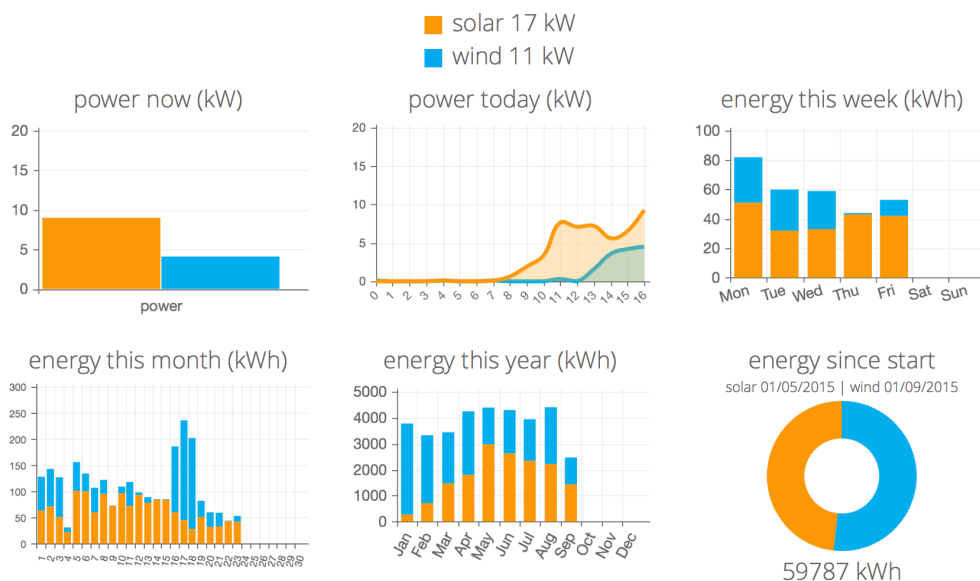 solar 17 kW
wind 11 kW
power now (kW)
20
15
10
5
0
power
power today (kW)
20
15
10
5
0
0 1 2 3 4 5 6 7 8 9 10 11 12 13 14 15 16
energy this week (kWh)
100
80
60
40
20
0
Mon Tue Wed Thu Fri Sat Sun
energy this month (kWh)
300
250
200
150
100
50
0
1 2 3 4 5 6 7 8 9 10 11 12 13 14 15 16 17 18 19 20 21 22 23 24 25 26 27 28 29 30
energy this year (kWh)
5000
4000
3000
2000
1000
0
Jan Feb Mar Apr May Jun Jul Aug Sep Oct Nov Dec
energy since start
solar 01/05/2015 | wind 01/09/2015
59787 kWh